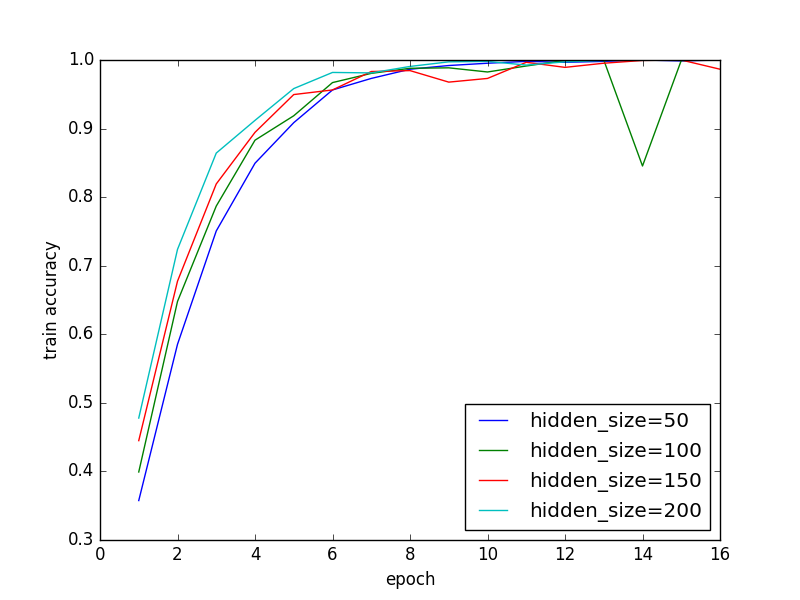 1.0
0.9
0.8
0.7
0.6
0.5
0.4
0.3
train accuracy
hidden_size=50
hidden_size=100
hidden_size=150
hidden_size=200
0 2 4 6 8 10 12 14 16
epoch